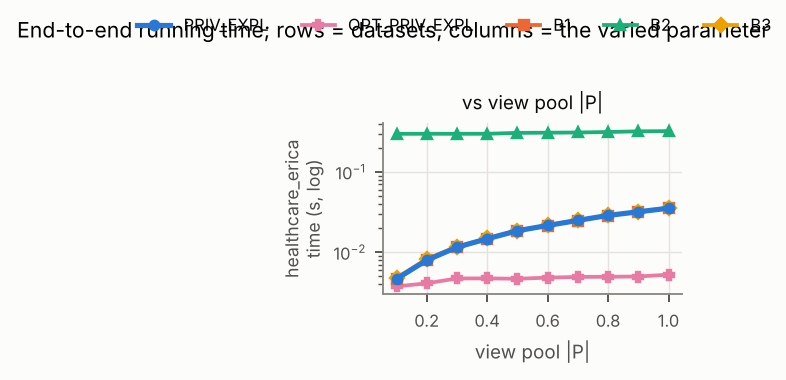 End-to-end running time; rows = datasets, columns = the varied parameter
PRIV_EXPL OPT_PRIV_EXPL B1 B2 B3
vs view pool |P|
healthcare_erica
time (s, log)
10⁻¹
10⁻²
0.2 0.4 0.6 0.8 1.0
view pool |P|